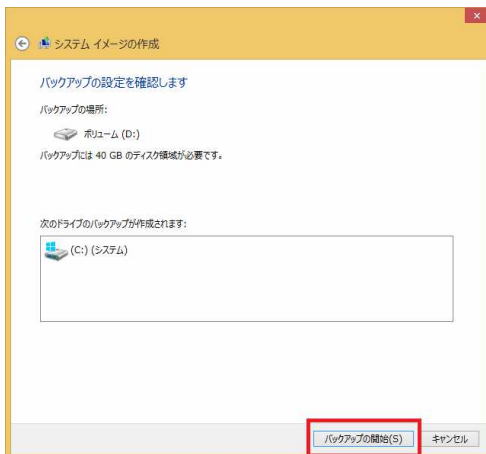 システム イメージの作成
バックアップの設定を確認します
バックアップの場所:
ボリューム (D:)
バックアップには 40 GB のディスク領域が必要です。
次のドライブのバックアップが作成されます:
(C:) (システム)
バックアップの開始(S)
キャンセル